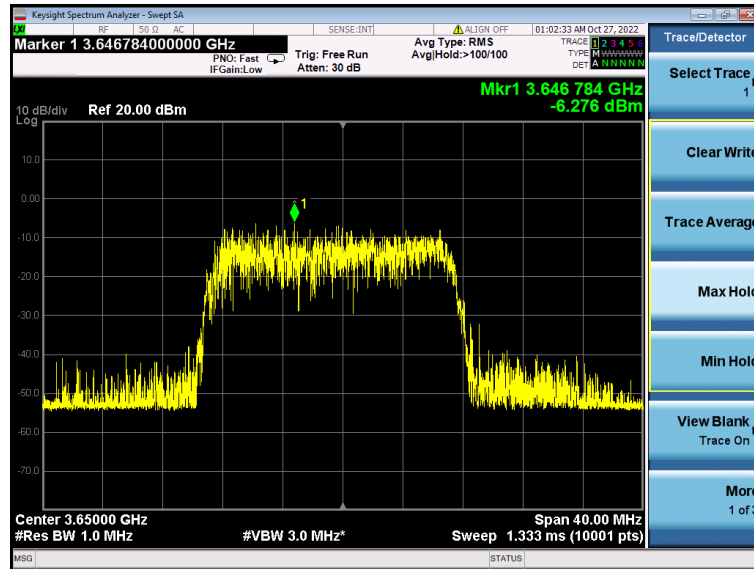 Keysight Spectrum Analyzer - Swept SA
RF 50 Ω AC SENSE:INT ALIGN OFF 01:02:33 AM Oct 27, 2022
Marker 1 3.646784000000 GHz
PNO: Fast
IFGain:Low
Trig: Free Run
Atten: 30 dB
Avg Type: RMS
Avg|Hold:>100/100
TRACE 1 2 3 4 5 6
TYPE M WWWWW
DET A N N N N N
Mkr1 3.646 784 GHz
-6.276 dBm
10 dB/div Ref 20.00 dBm
Log
10.0
0.00
-10.0
-20.0
-30.0
-40.0
-50.0
-60.0
-70.0
1
Center 3.65000 GHz
Span 40.00 MHz
#Res BW 1.0 MHz
#VBW 3.0 MHz*
Sweep 1.333 ms (10001 pts)
MSG
STATUS
Trace/Detector
Select Trace
1
Clear Write
Trace Average
Max Hold
Min Hold
View Blank
Trace On
More
1 of 3